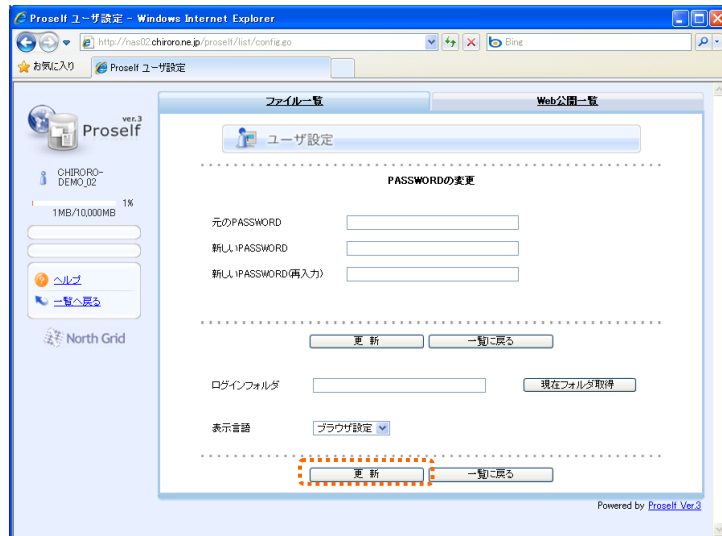 Proself ユーザ設定 - Windows Internet Explorer
http://nas02.chiroro.ne.jp/proself/list/config.go
Bing
お気に入り
Proself ユーザ設定
ファイル一覧
Web公開一覧
ver.3
Proself
ユーザ設定
CHIRORO-
DEMO_02
1%
1MB/10,000MB
PASSWORDの変更
元のPASSWORD
新しいPASSWORD
新しいPASSWORD(再入力)
ヘルプ
一覧へ戻る
North Grid
更 新
一覧に戻る
ログインフォルダ
現在フォルダ取得
表示言語
ブラウザ設定
更 新
一覧に戻る
Powered by Proself Ver.3